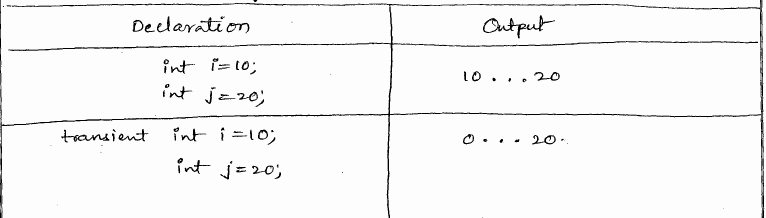 Declaration Output
int i=10;
int j=20;
10...20
transient int i=10;
int j=20;
0...20.